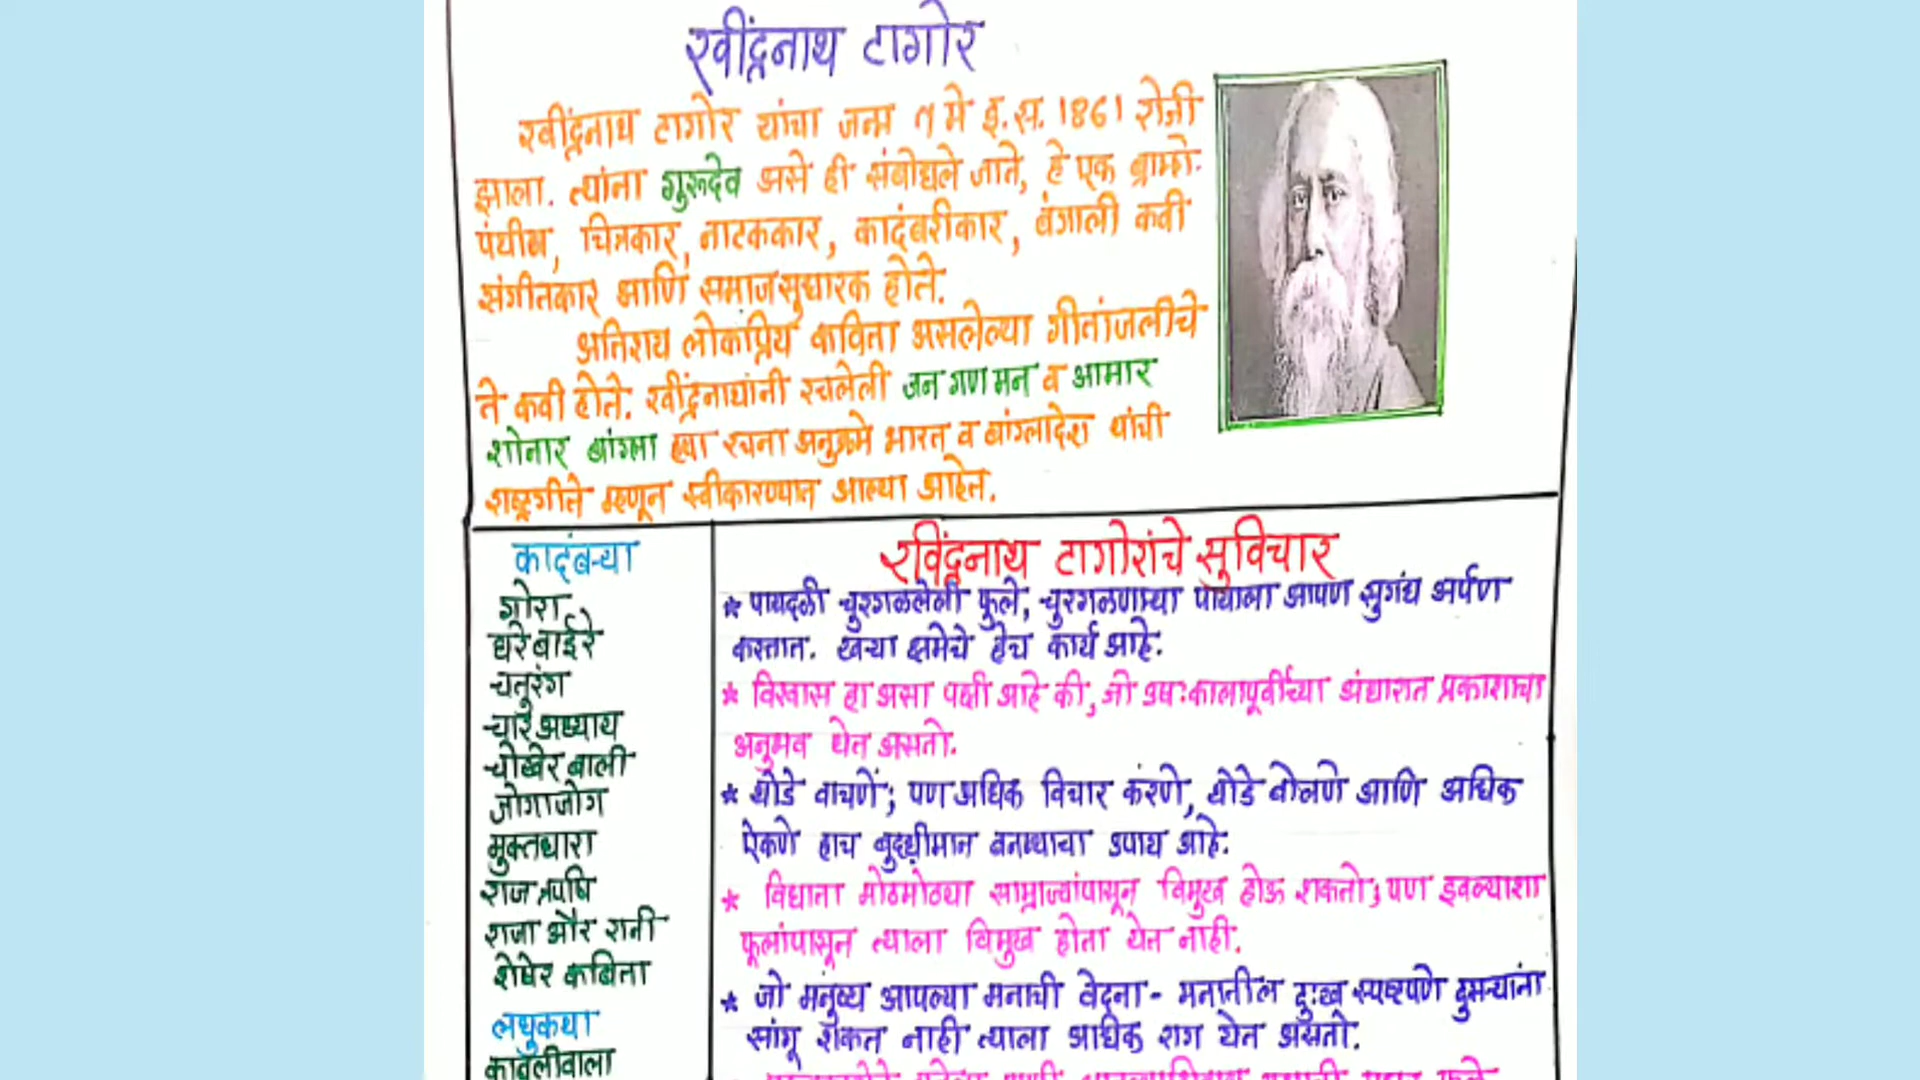 रवींद्रनाथ टागोर
रवींद्रनाथ टागोर यांचा जन्म ७ मे इ.स. 1861 रोजी
झाला. त्यांना गुरूदेव असे ही संबोधले जाते, हे एक ब्राम्हो-
पंथीय, चित्रकार, नाटककार, कादंबरीकार, बंगाली कवी
संगीतकार आणि समाजसुधारक होते.
अतिशय लोकप्रिय कविता असलेल्या गीतांजलीचे
ते कवी होते. रवींद्रनाथांनी रचलेली जन गण मन व आमार
शोनार बांग्ला ह्या रचना अनुक्रमे भारत व बांग्लादेश यांची
राष्ट्रगीते म्हणून स्वीकारण्यात आल्या आहेत.
कादंबऱ्या
गोरा
घरे बाईरे
चतुरंग
चार अध्याय
चोखेर बाली
जोगाजोग
मुक्तधारा
राज ऋषि
राजा और रानी
शेषेर कबिता
लघुकथा
काबुलीवाला
रविंद्रनाथ टागोरांचे सुविचार
* पायदळी चुरगळलेली फुले, चुरगळणाऱ्या पायाला आपण सुगंध अर्पण
करतात. खऱ्या क्षमेचे हेच कार्य आहे.
* विश्वास हा असा पक्षी आहे की, जो उषःकालापूर्वीच्या अंधारात प्रकाशाचा
अनुभव घेत असतो.
* थोडे वाचणे; पण अधिक विचार करणे, थोडे बोलणे आणि अधिक
ऐकणे हाच बुद्धीमान बनण्याचा उपाय आहे.
* विधाता मोठमोठ्या साम्राज्यांपासून विमुख होऊ शकतो; पण इवल्याशा
फूलांपासून त्याला विमुख होता येत नाही.
* जो मनुष्य आपल्या मनाची वेदना - मनातील दुःख स्पष्टपणे दुसऱ्यांना
सांगू शकत नाही त्याला अधिक राग येत असतो.